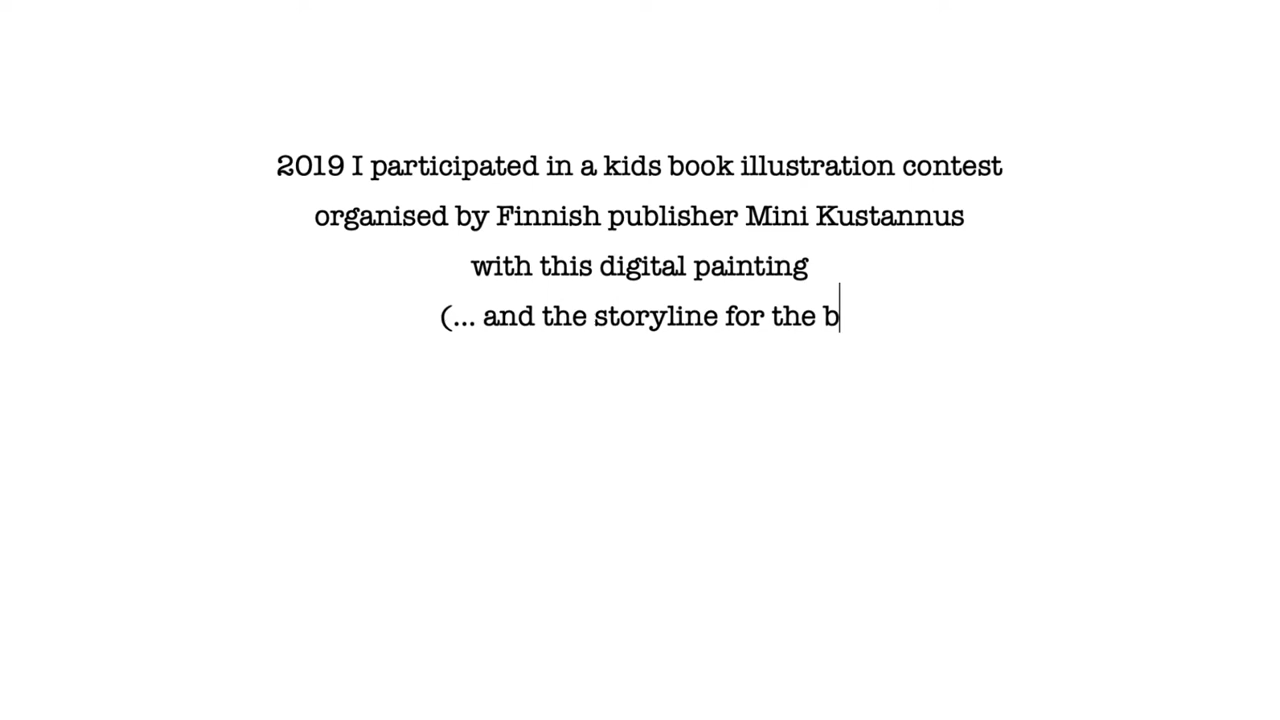 2019 I participated in a kids book illustration contest
organised by Finnish publisher Mini Kustannus
with this digital painting
(... and the storyline for the b